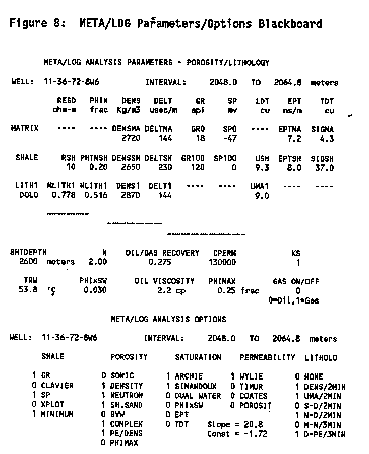 Figure 8: META/LOG Parameters/Options Blackboard
META/LOG ANALYSIS PARAMETERS - POROSITY/LITHOLOGY
WELL: 11-36-72-8W6 INTERVAL: 2048.0 TO 2064.8 meters
RESD PHIN DENS DELT GR SP LDT EPT TDT
ohm-m frac Kg/m3 usec/m api mv cu ns/m cu
MATRIX ---- ---- DENSMA DELTMA GR0 SP0 ---- EPTMA SIGMA
2720 144 18 -47 7.2 4.3
SHALE RSH PHINSH DENSSH DELTSH GR100 SP100 USH EPTSH SIGSH
10 0.20 2650 230 120 0 9.3 8.0 37.0
LITH1 MLITH1 NLITH1 DENS1 DELT1 ---- ---- UMA1 ---- ----
DOLO 0.778 0.516 2870 144 9.0
BHTDEPTH M OIL/GAS RECOVERY CPERM KS
2600 meters 2.00 0.275 130000 1
TRW PHIxSW OIL VISCOSITY PHIMAX GAS ON/OFF
53.8 °C 0.030 2.2 cp 0.25 frac 0
0=Oil,1=Gas
META/LOG ANALYSIS OPTIONS
WELL: 11-36-72-8W6 INTERVAL: 2048.0 TO 2064.8 meters
SHALE POROSITY SATURATION PERMEABILITY LITHOLO
1 GR 0 SONIC 1 ARCHIE 1 WYLIE 0 NONE
0 CLAVIER 1 DENSITY 1 SIMANDOUX 0 TIMUR 1 DENS/2MIN
1 SP 1 NEUTRON 0 DUAL WATER 0 COATES 1 UMA/2MIN
0 XPLOT 1 SH.SAND 0 PHIxSW 0 POROSIT 0 S-D/2MIN
1 MINIMUM 0 BVW 0 EPT 0 N-D/2MIN
1 COMPLEX 0 TDT Slope = 20.8 0 M-N/3MIN
1 PE/DENS Const = -1.72 1 D-PE/3MIN
0 PHIMAX